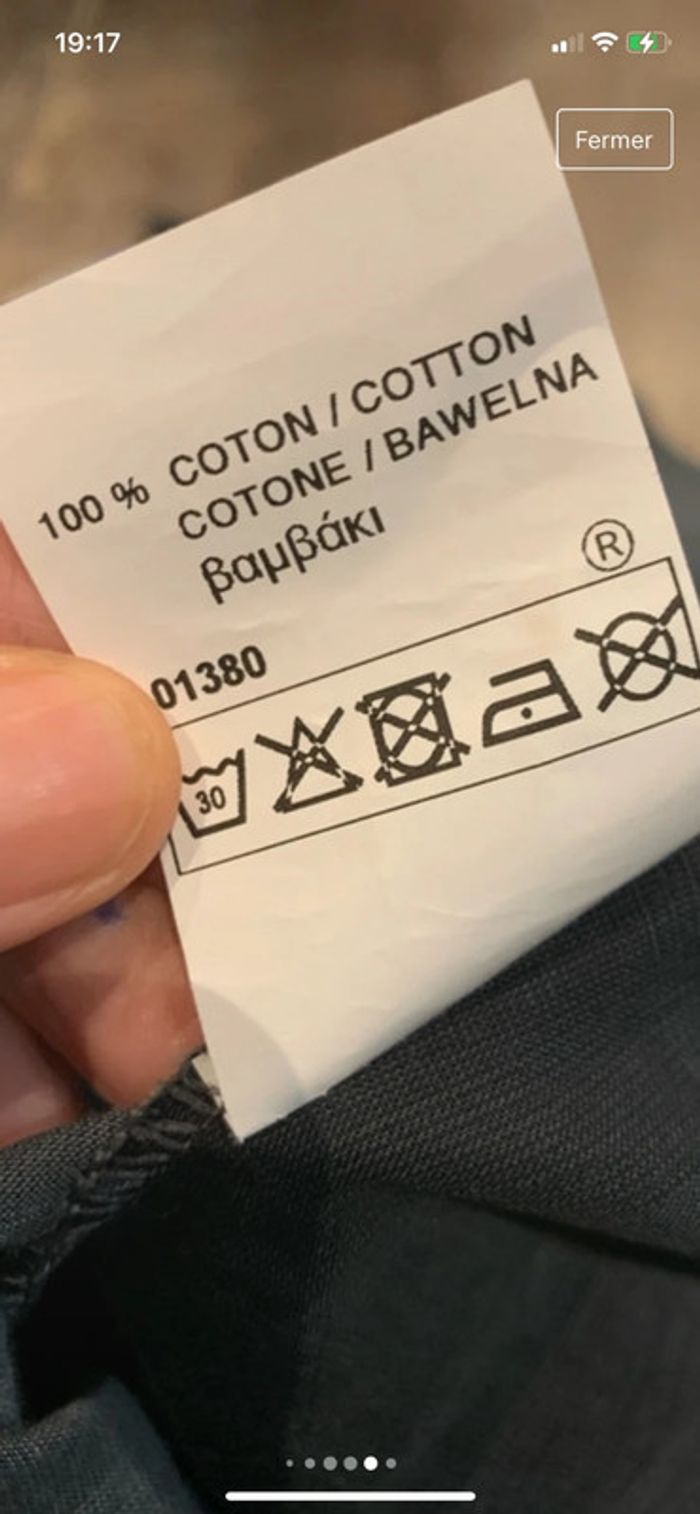 19:17
Fermer
100 % COTON / COTTON
COTONE / BAWELNA
βαμβάκι
®
01380
30